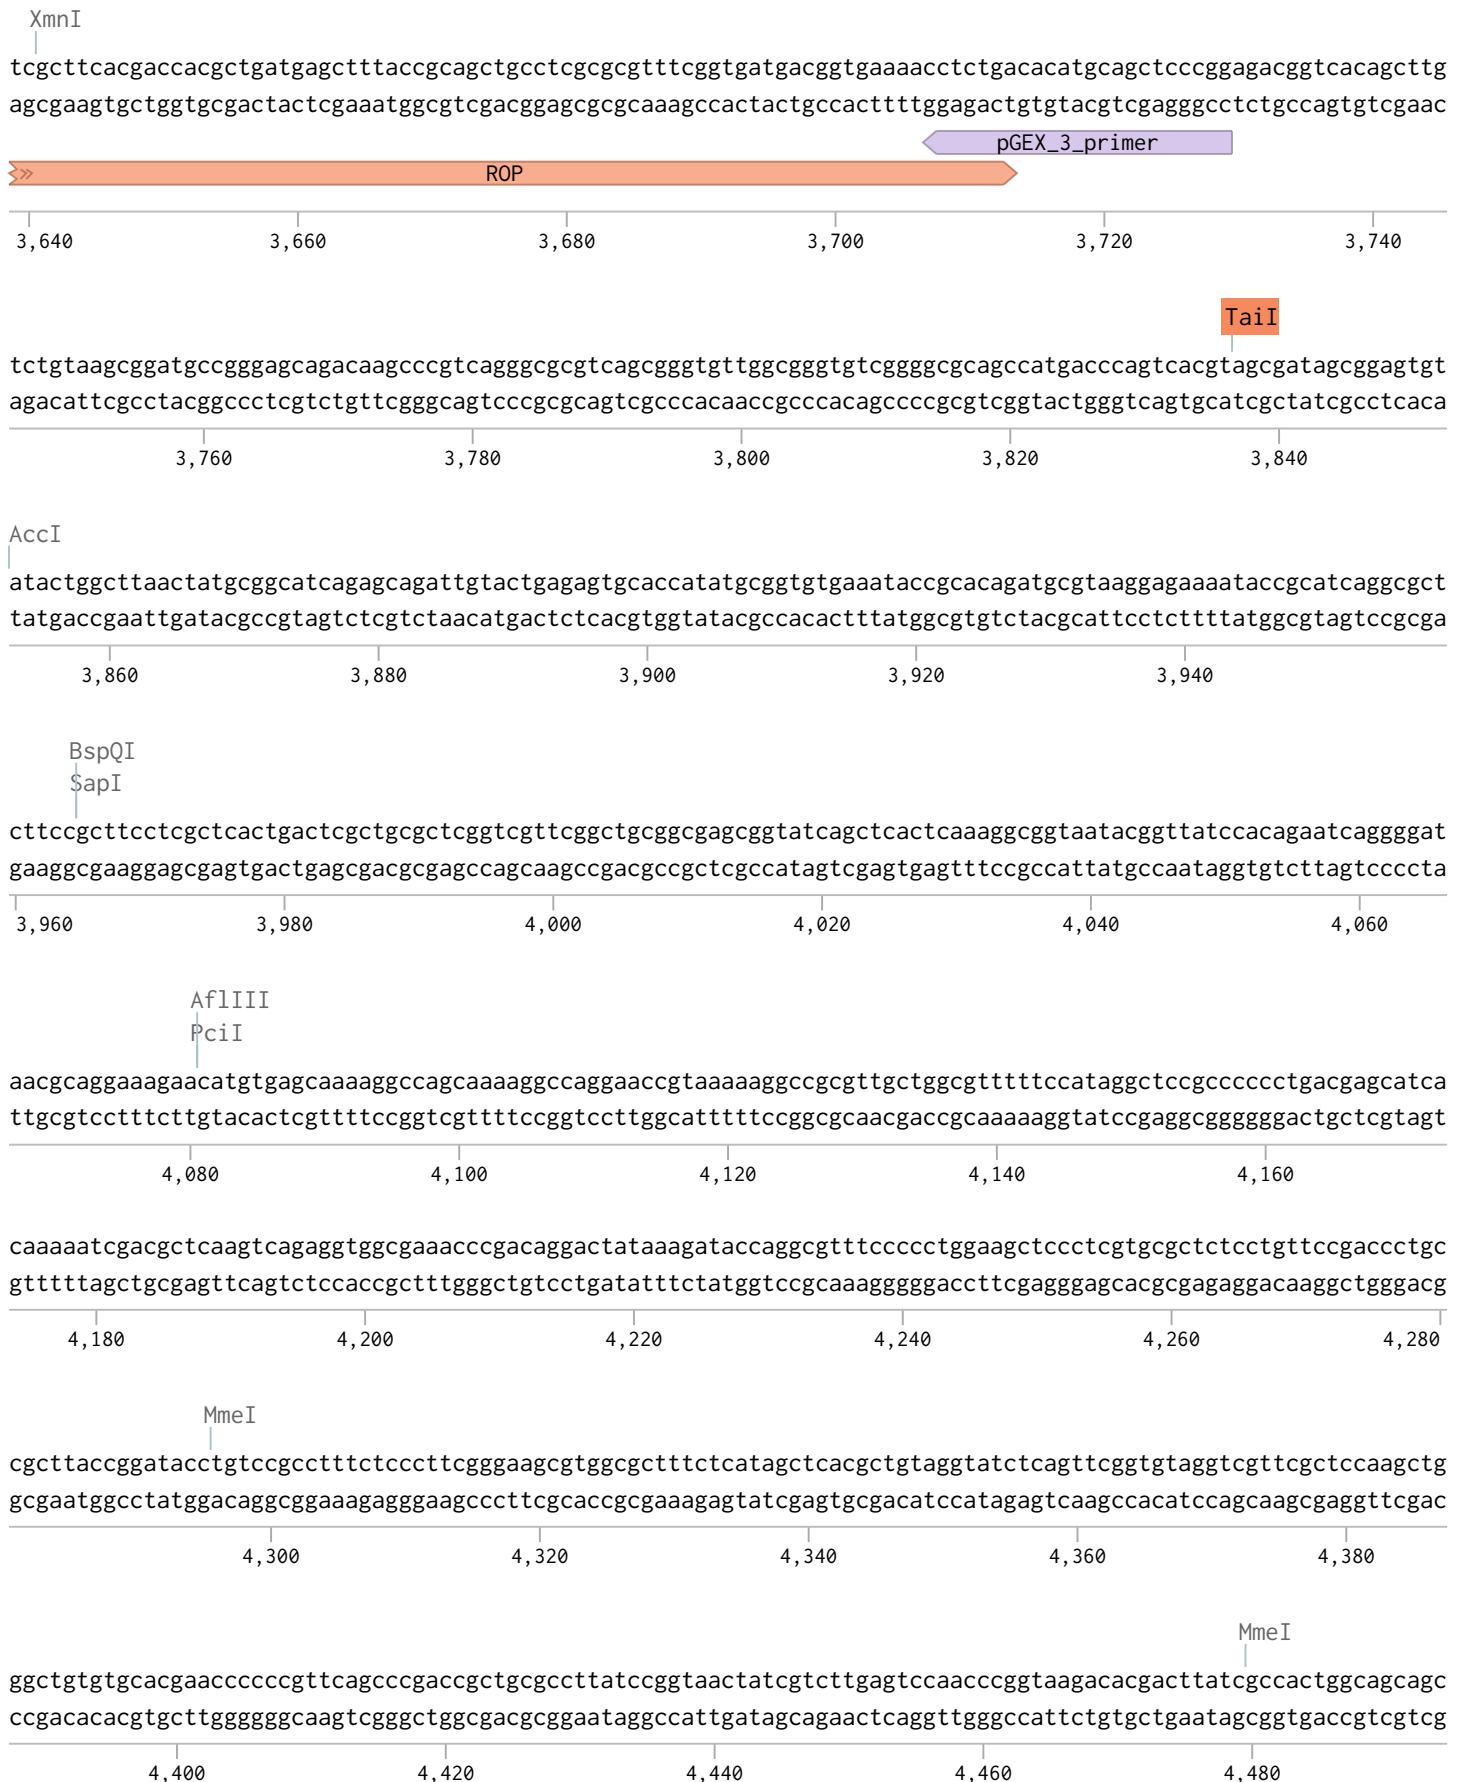 XmnI
tcgcttcacgaccacgctgatgagctttaccgcagctgcctcgcgcgtttcggtgatgacggtgaaaacctctgacacatgcagctcccggagacggtcacagcttg
agcgaagtgctggtgcgactactcgaaatggcgtcgacggagcgcgcaaagccactactgccacttttggagactgtgtacgtcgagggcctctgccagtgtcgaac
pGEX_3_primer
ROP
3,640 3,660 3,680 3,700 3,720 3,740
TaiI
tctgtaagcggatgccgggagcagacaagcccgtcagggcgcgtcagcgggtgttggcgggtgtcggggcgcagccatgacccagtcacgtagcgatagcggagtgt
agacattcgcctacggccctcgtctgttcgggcagtcccgcgcagtcgcccacaaccgcccacagccccgcgtcggtactgggtcagtgcatcgctatcgcctcaca
3,760 3,780 3,800 3,820 3,840
AccI
atactggcttaactatgcggcatcagagcagattgtactgagagtgcaccatatgcggtgtgaaataccgcacagatgcgtaaggagaaaataccgcatcaggcgct
tatgaccgaattgatacgccgtagtctcgtctaacatgactctcacgtggtatacgccacactttatggcgtgtctacgcattcctcttttatggcgtagtccgcga
3,860 3,880 3,900 3,920 3,940
BspQI
SapI
cttccgcttcctcgctcactgactcgctgcgctcggtcgttcggctgcggcgagcggtatcagctcactcaaaggcggtaatacggttatccacagaatcaggggat
gaaggcgaaggagcgagtgactgagcgacgcgagccagcaagccgacgccgctcgccatagtcgagtgagtttccgccattatgccaataggtgtcttagtccccta
3,960 3,980 4,000 4,020 4,040 4,060
AflIII
PciI
aacgcaggaaagaacatgtgagcaaaaggccagcaaaaggccaggaaccgtaaaaaggccgcgttgctggcgtttttccataggctccgcccccctgacgagcatca
ttgcgtcctttcttgtacactcgttttccggtcgttttccggtccttggcatttttccggcgcaacgaccgcaaaaaggtatccgaggcggggggactgctcgtagt
4,080 4,100 4,120 4,140 4,160
caaaaatcgacgctcaagtcagaggtggcgaaacccgacaggactataaagataccaggcgtttccccctggaagctccctcgtgcgctctcctgttccgaccctgc
gtttttagctgcgagttcagtctccaccgctttgggctgtcctgatatttctatggtccgcaaagggggaccttcgagggagcacgcgagaggacaaggctgggacg
4,180 4,200 4,220 4,240 4,260 4,280
MmeI
cgcttaccggatacctgtccgcctttctcccttcgggaagcgtggcgctttctcatagctcacgctgtaggtatctcagttcggtgtaggtcgttcgctccaagctg
gcgaatggcctatggacaggcggaaagagggaagcccttcgcaccgcgaaagagtatcgagtgcgacatccatagagtcaagccacatccagcaagcgaggttcgac
4,300 4,320 4,340 4,360 4,380
MmeI
ggctgtgtgcacgaaccccccgttcagcccgaccgctgcgccttatccggtaactatcgtcttgagtccaacccggtaagacacgacttatcgccactggcagcagc
ccgacacacgtgcttggggggcaagtcgggctggcgacgcggaataggccattgatagcagaactcaggttgggccattctgtgctgaatagcggtgaccgtcgtcg
4,400 4,420 4,440 4,460 4,480